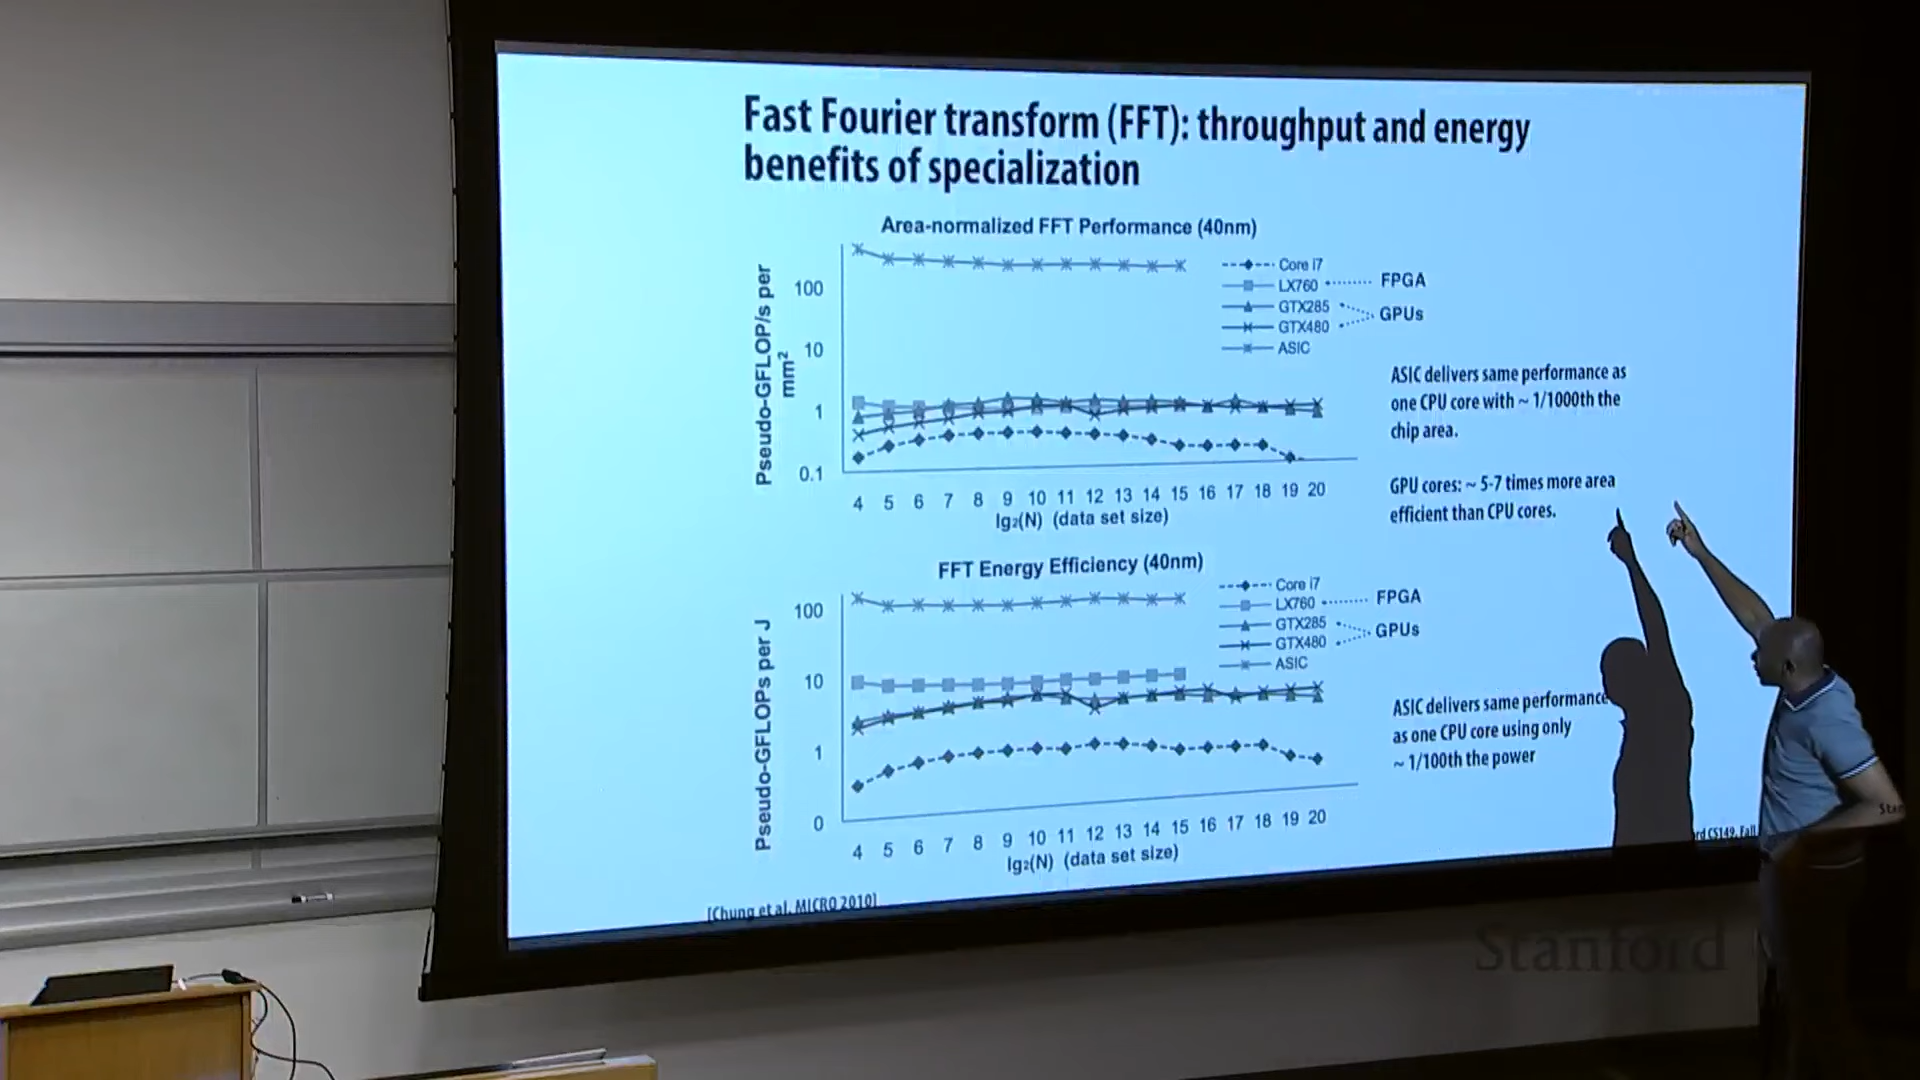 Fast Fourier transform (FFT): throughput and energy
benefits of specialization
Area-normalized FFT Performance (40nm)
Pseudo-GFLOP/s per
mm²
100
10
1
0.1
4 5 6 7 8 9 10 11 12 13 14 15 16 17 18 19 20
lg₂(N) (data set size)
Core i7
LX760
FPGA
GTX285
GPUs
GTX480
ASIC
ASIC delivers same performance as
one CPU core with ~ 1/1000th the
chip area.
GPU cores: ~ 5-7 times more area
efficient than CPU cores.
FFT Energy Efficiency (40nm)
Pseudo-GFLOPs per J
100
10
1
0
4 5 6 7 8 9 10 11 12 13 14 15 16 17 18 19 20
lg₂(N) (data set size)
Core i7
LX760
FPGA
GTX285
GPUs
GTX480
ASIC
ASIC delivers same performance
as one CPU core using only
~ 1/100th the power
[Chung et al. MICRO 2010]
CS149, Fall
Stanford